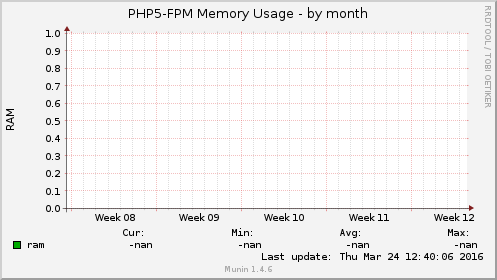 PHP5-FPM Memory Usage - by month
RRDTOOL / TOBI OETIKER
RAM
1.0
0.9
0.8
0.7
0.6
0.5
0.4
0.3
0.2
0.1
0.0
Week 08 Week 09 Week 10 Week 11 Week 12
Cur: Min: Avg: Max:
ram -nan -nan -nan -nan
Last update: Thu Mar 24 12:40:06 2016
Munin 1.4.6